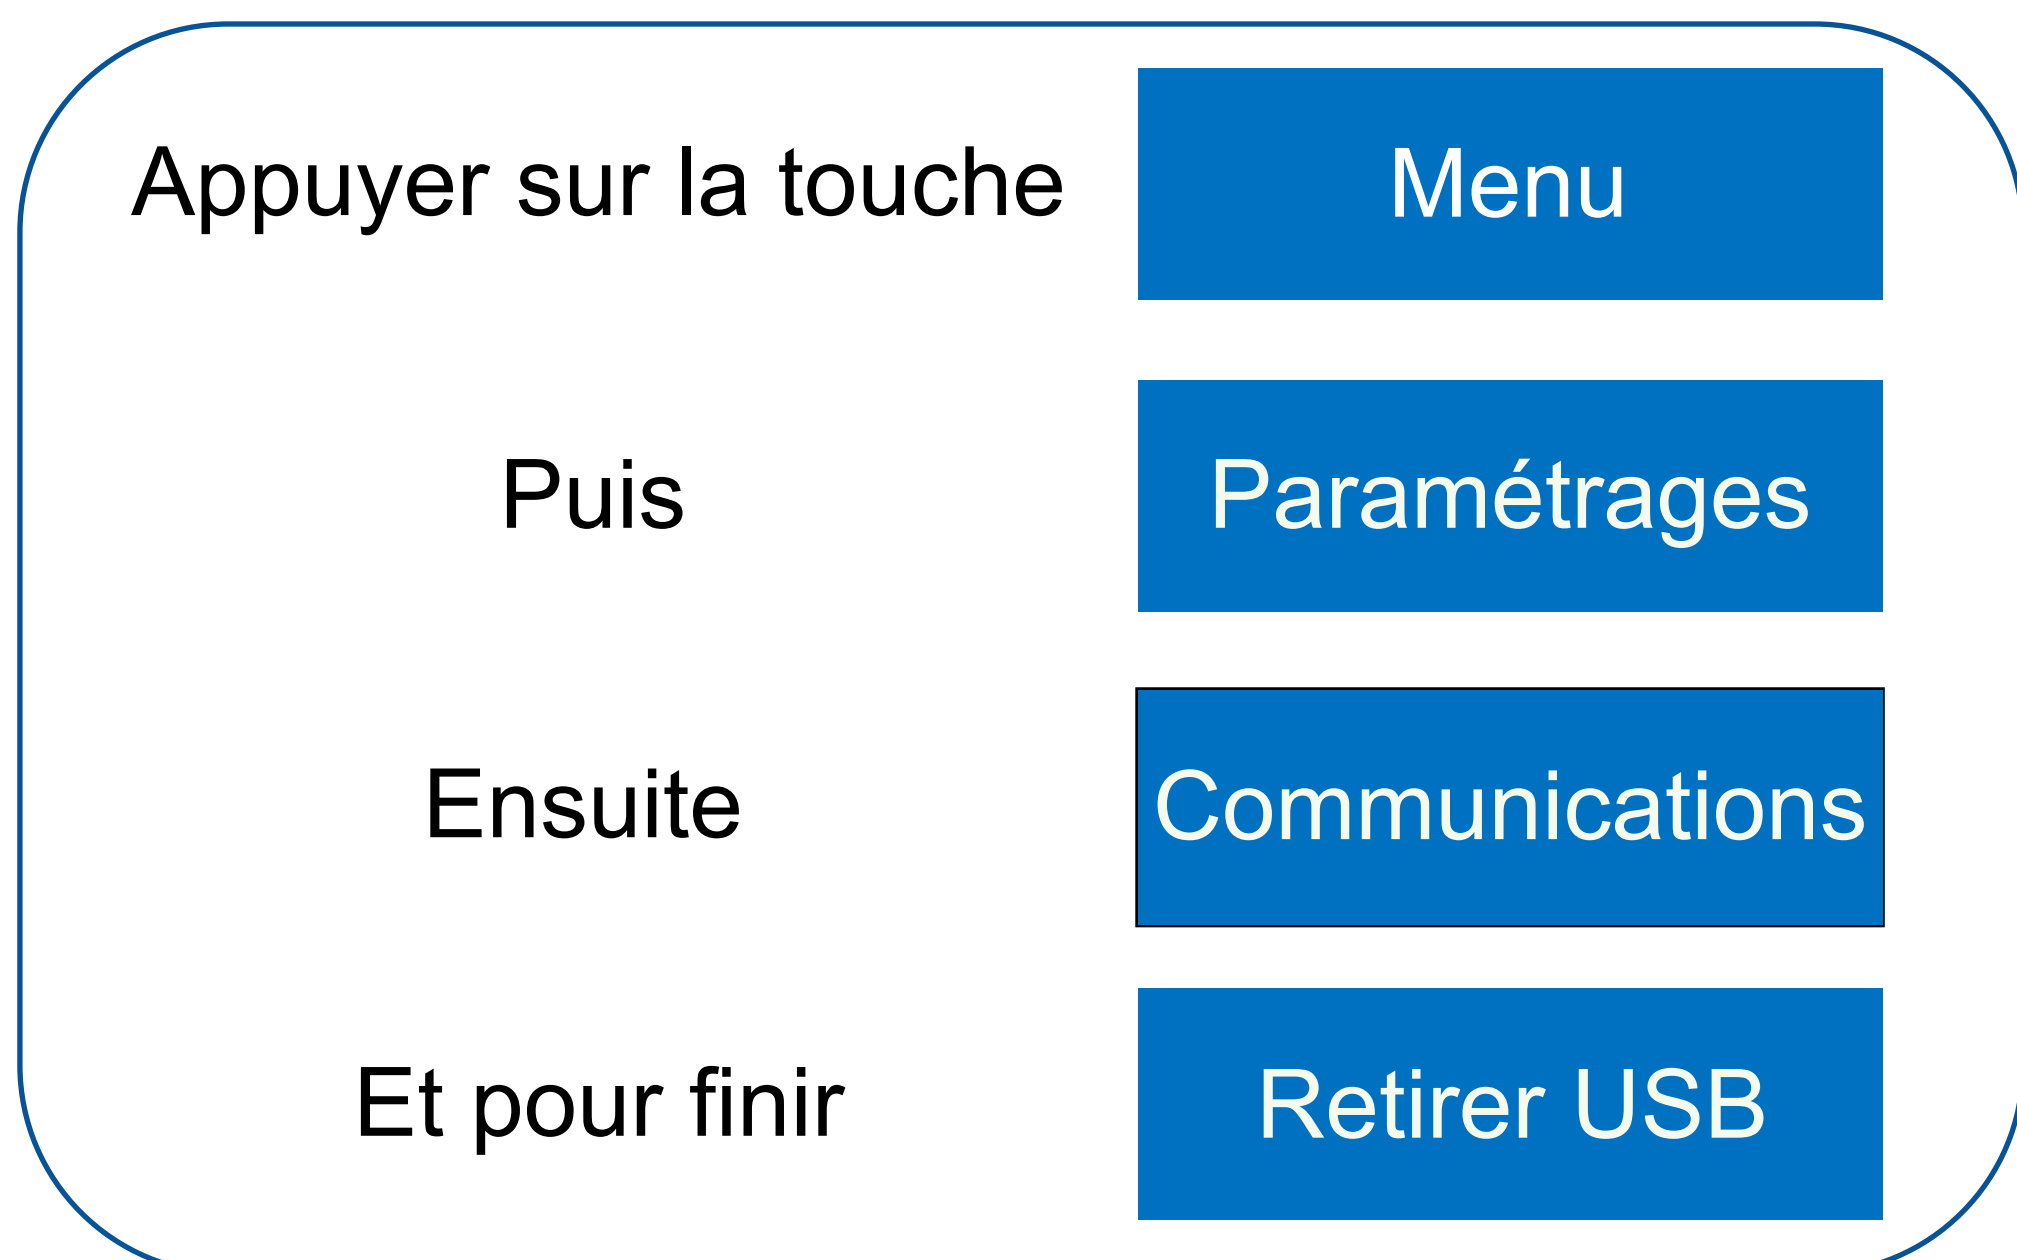 Appuyer sur la touche Menu
Puis Paramétrages
Ensuite Communications
Et pour finir Retirer USB